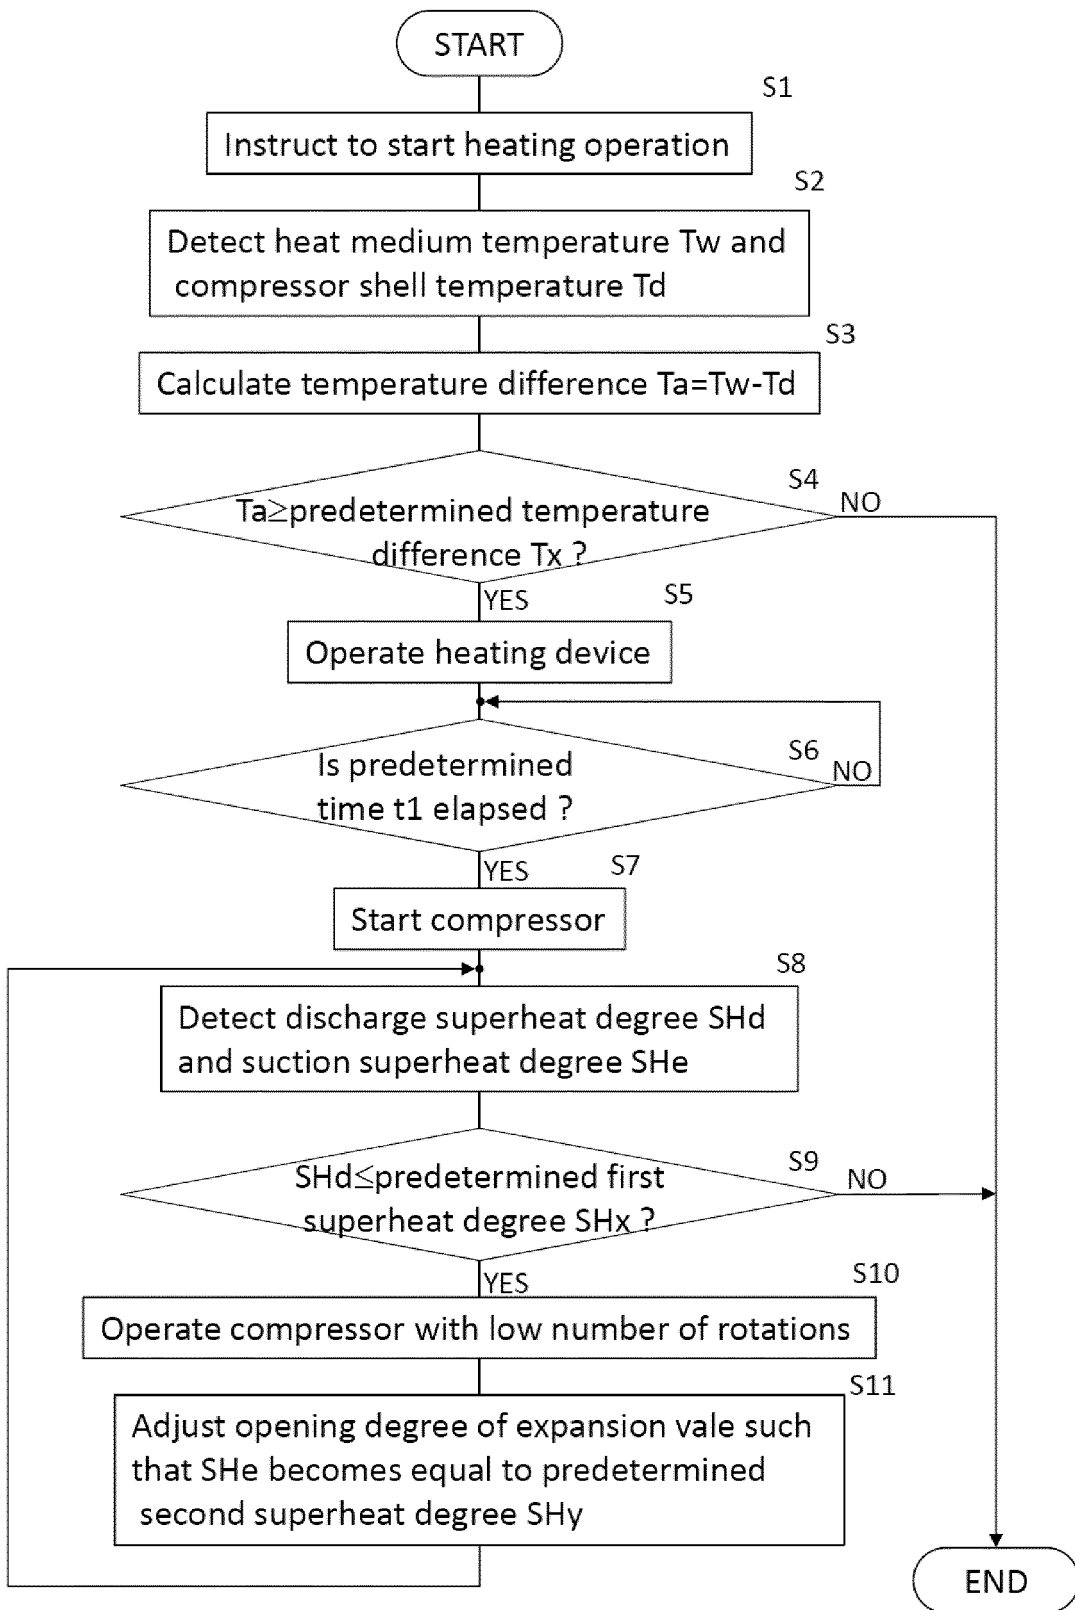 START
S1
Instruct to start heating operation
S2
Detect heat medium temperature Tw and
compressor shell temperature Td
S3
Calculate temperature difference Ta=Tw-Td
S4
NO
Ta≥predetermined temperature
difference Tx ?
YES
S5
Operate heating device
S6
NO
Is predetermined
time t1 elapsed ?
YES
S7
Start compressor
S8
Detect discharge superheat degree SHd
and suction superheat degree SHe
S9
NO
SHd≤predetermined first
superheat degree SHx ?
YES
S10
Operate compressor with low number of rotations
S11
Adjust opening degree of expansion vale such
that SHe becomes equal to predetermined
second superheat degree SHy
END